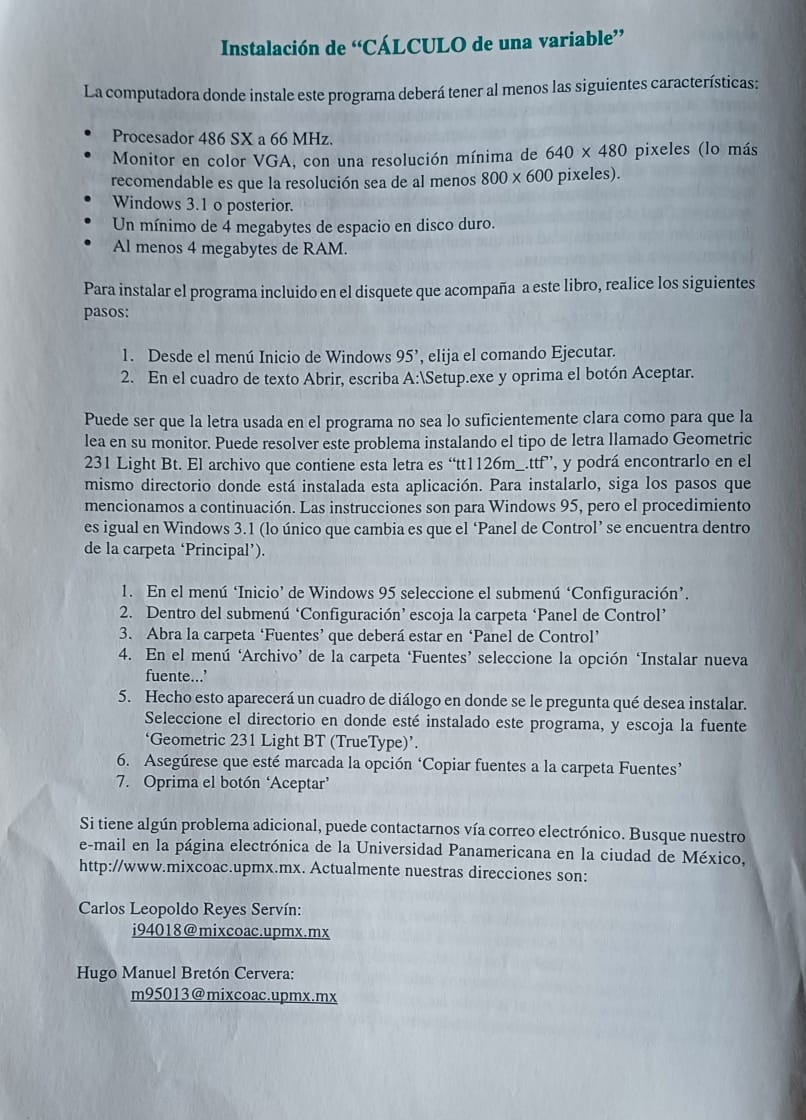 Instalación de “CÁLCULO de una variable”
La computadora donde instale este programa deberá tener al menos las siguientes características:
• Procesador 486 SX a 66 MHz.
• Monitor en color VGA, con una resolución mínima de 640 × 480 pixeles (lo más
recomendable es que la resolución sea de al menos 800 × 600 pixeles).
• Windows 3.1 o posterior.
• Un mínimo de 4 megabytes de espacio en disco duro.
• Al menos 4 megabytes de RAM.
Para instalar el programa incluido en el disquete que acompaña a este libro, realice los siguientes
pasos:
1. Desde el menú Inicio de Windows 95’, elija el comando Ejecutar.
2. En el cuadro de texto Abrir, escriba A:\Setup.exe y oprima el botón Aceptar.
Puede ser que la letra usada en el programa no sea lo suficientemente clara como para que la
lea en su monitor. Puede resolver este problema instalando el tipo de letra llamado Geometric
231 Light Bt. El archivo que contiene esta letra es “tt1126m_.ttf”, y podrá encontrarlo en el
mismo directorio donde está instalada esta aplicación. Para instalarlo, siga los pasos que
mencionamos a continuación. Las instrucciones son para Windows 95, pero el procedimiento
es igual en Windows 3.1 (lo único que cambia es que el ‘Panel de Control’ se encuentra dentro
de la carpeta ‘Principal’).
1. En el menú ‘Inicio’ de Windows 95 seleccione el submenú ‘Configuración’.
2. Dentro del submenú ‘Configuración’ escoja la carpeta ‘Panel de Control’
3. Abra la carpeta ‘Fuentes’ que deberá estar en ‘Panel de Control’
4. En el menú ‘Archivo’ de la carpeta ‘Fuentes’ seleccione la opción ‘Instalar nueva
fuente...’
5. Hecho esto aparecerá un cuadro de diálogo en donde se le pregunta qué desea instalar.
Seleccione el directorio en donde esté instalado este programa, y escoja la fuente
‘Geometric 231 Light BT (TrueType)’.
6. Asegúrese que esté marcada la opción ‘Copiar fuentes a la carpeta Fuentes’
7. Oprima el botón ‘Aceptar’
Si tiene algún problema adicional, puede contactarnos vía correo electrónico. Busque nuestro
e-mail en la página electrónica de la Universidad Panamericana en la ciudad de México,
http://www.mixcoac.upmx.mx. Actualmente nuestras direcciones son:
Carlos Leopoldo Reyes Servín:
i94018@mixcoac.upmx.mx
Hugo Manuel Bretón Cervera:
m95013@mixcoac.upmx.mx